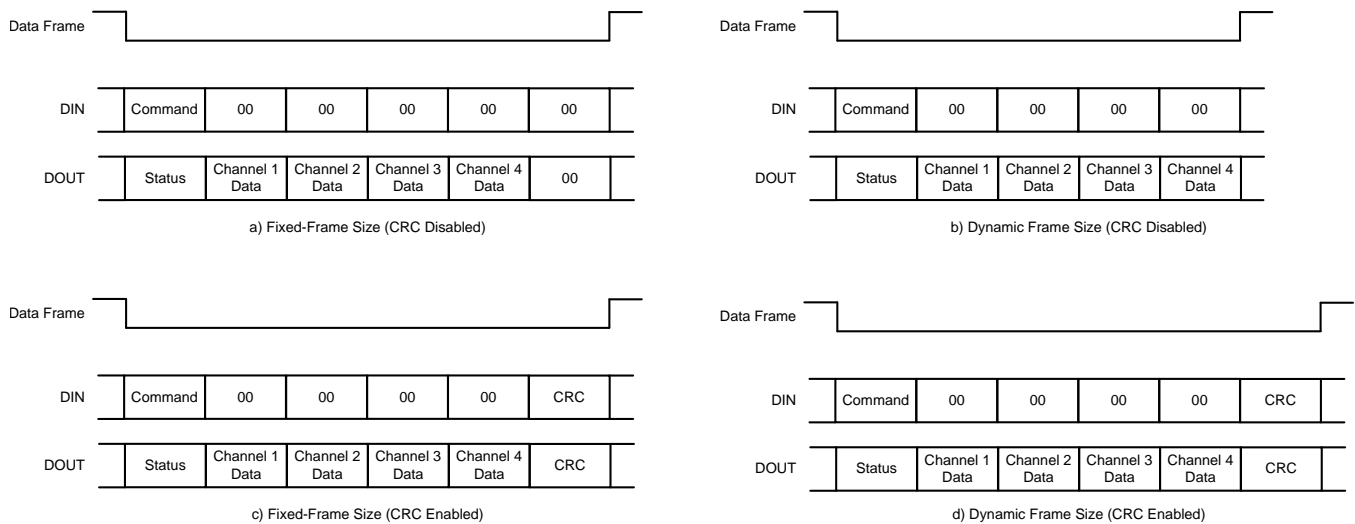 Data Frame
DIN Command 00 00 00 00 00
DOUT Status Channel 1 Data Channel 2 Data Channel 3 Data Channel 4 Data 00
a) Fixed-Frame Size (CRC Disabled)
Data Frame
DIN Command 00 00 00 00
DOUT Status Channel 1 Data Channel 2 Data Channel 3 Data Channel 4 Data
b) Dynamic Frame Size (CRC Disabled)
Data Frame
DIN Command 00 00 00 00 CRC
DOUT Status Channel 1 Data Channel 2 Data Channel 3 Data Channel 4 Data CRC
c) Fixed-Frame Size (CRC Enabled)
Data Frame
DIN Command 00 00 00 00 CRC
DOUT Status Channel 1 Data Channel 2 Data Channel 3 Data Channel 4 Data CRC
d) Dynamic Frame Size (CRC Enabled)